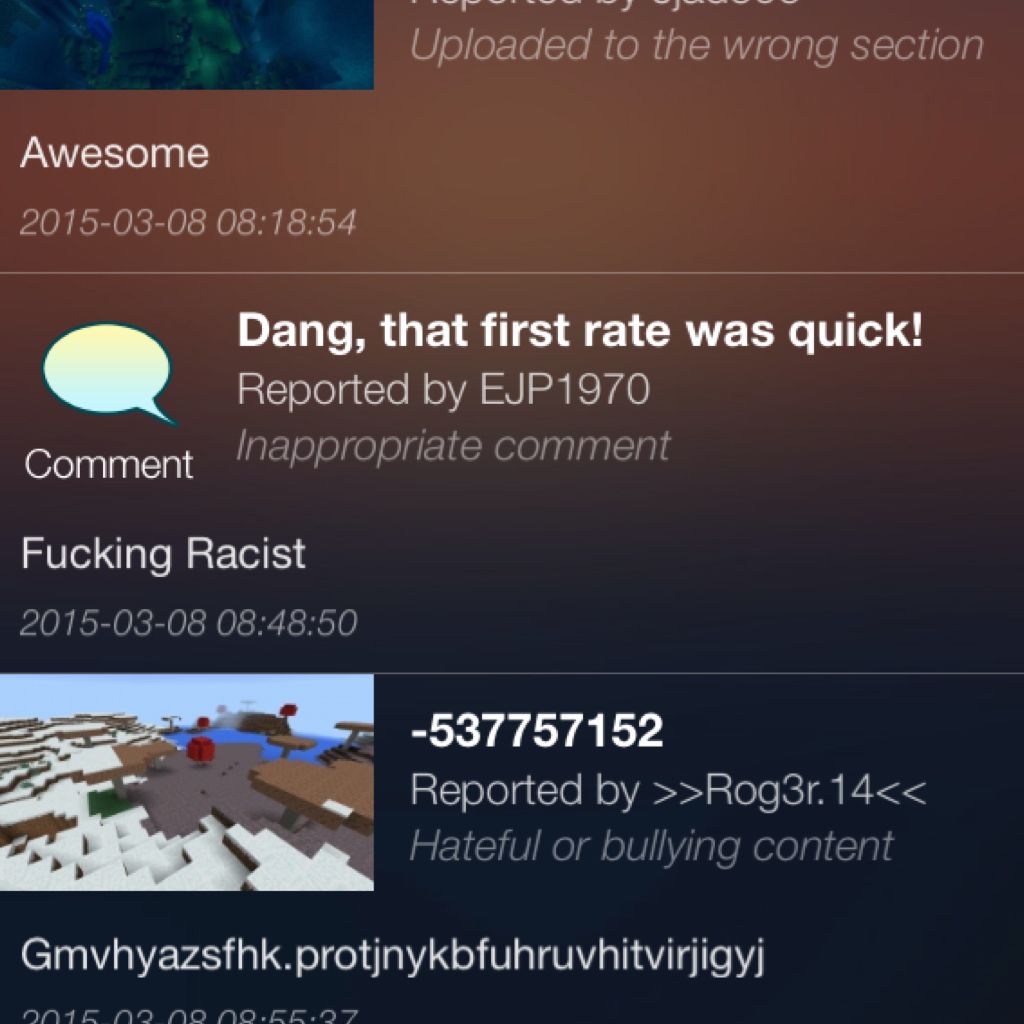 Reported by
Uploaded to the wrong section
Awesome
2015-03-08 08:18:54
Dang, that first rate was quick!
Reported by EJP1970
Inappropriate comment
Comment
Fucking Racist
2015-03-08 08:48:50
-537757152
Reported by >>Rog3r.14<<
Hateful or bullying content
Gmvhyazsfhk.protjnykbfuhruvhitvirjigyj
2015-03-08 08:55:37